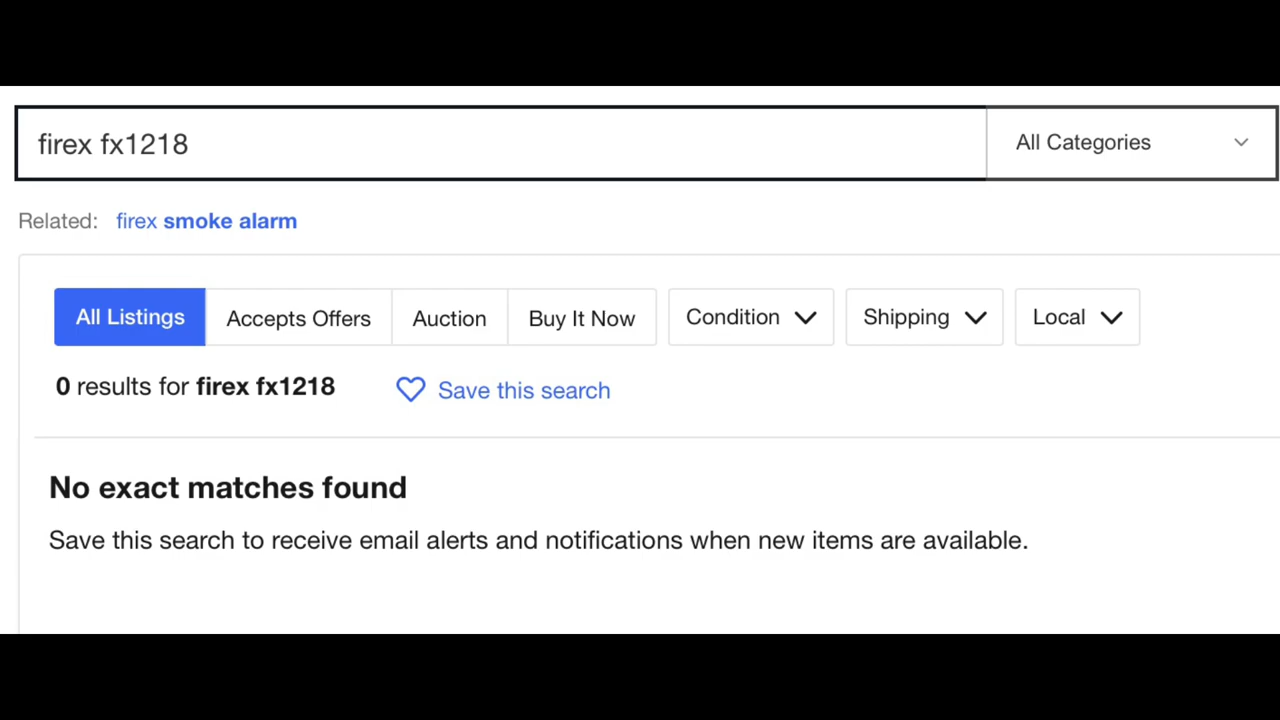 firex fx1218
All Categories
Related: firex smoke alarm
All Listings Accepts Offers Auction Buy It Now Condition Shipping Local
0 results for firex fx1218 Save this search
No exact matches found
Save this search to receive email alerts and notifications when new items are available.